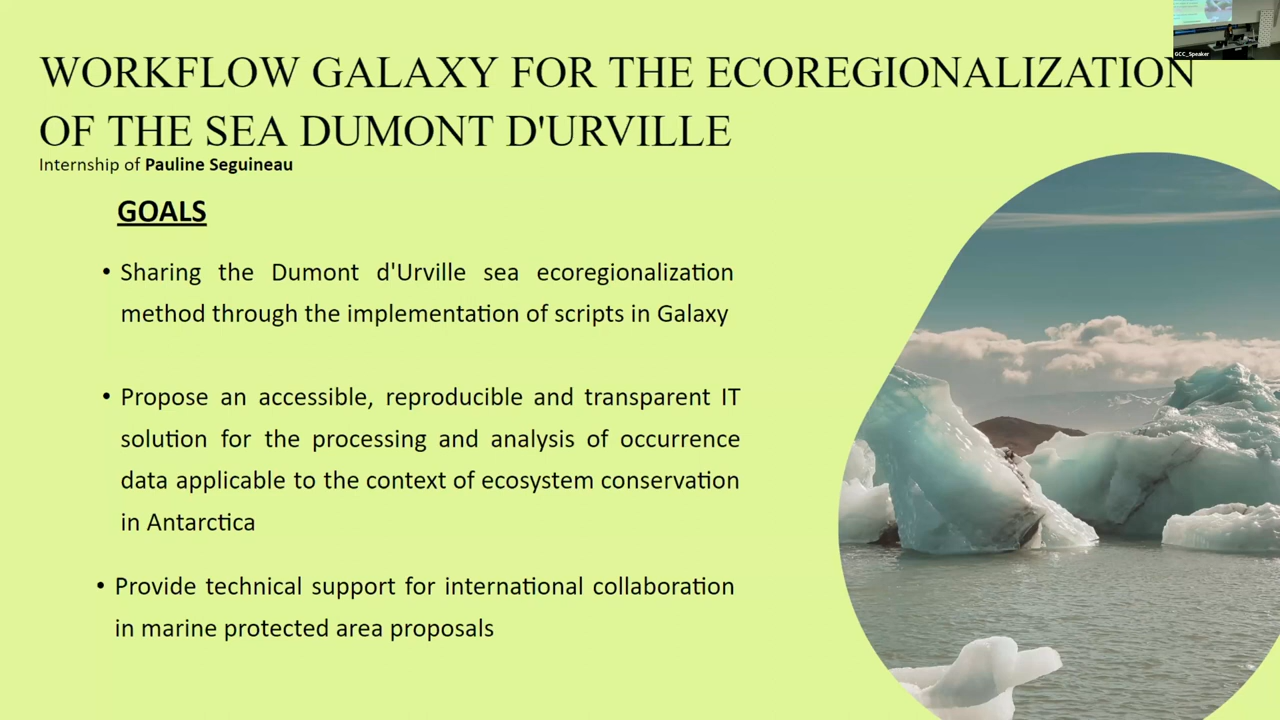 WORKFLOW GALAXY FOR THE ECOREGIONALIZATION
OF THE SEA DUMONT D'URVILLE
Internship of Pauline Seguineau
GOALS
• Sharing the Dumont d'Urville sea ecoregionalization
method through the implementation of scripts in Galaxy
• Propose an accessible, reproducible and transparent IT
solution for the processing and analysis of occurrence
data applicable to the context of ecosystem conservation
in Antarctica
• Provide technical support for international collaboration
in marine protected area proposals
GCC_Speaker